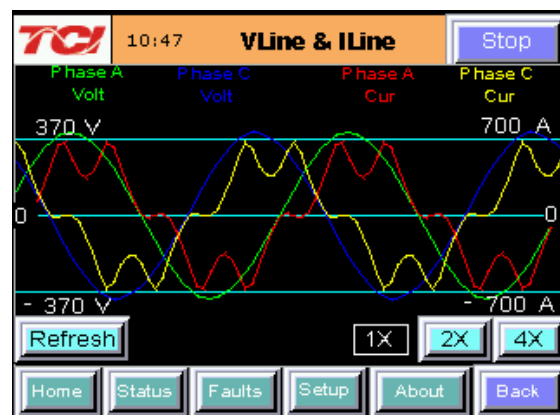 TCI 10:47 VLine & ILine Stop
Phase A Phase C Phase A Phase C
Volt Volt Cur Cur
370 V 700 A
0 0
- 370 V - 700 A
Refresh 1X 2X 4X
Home Status Faults Setup About Back